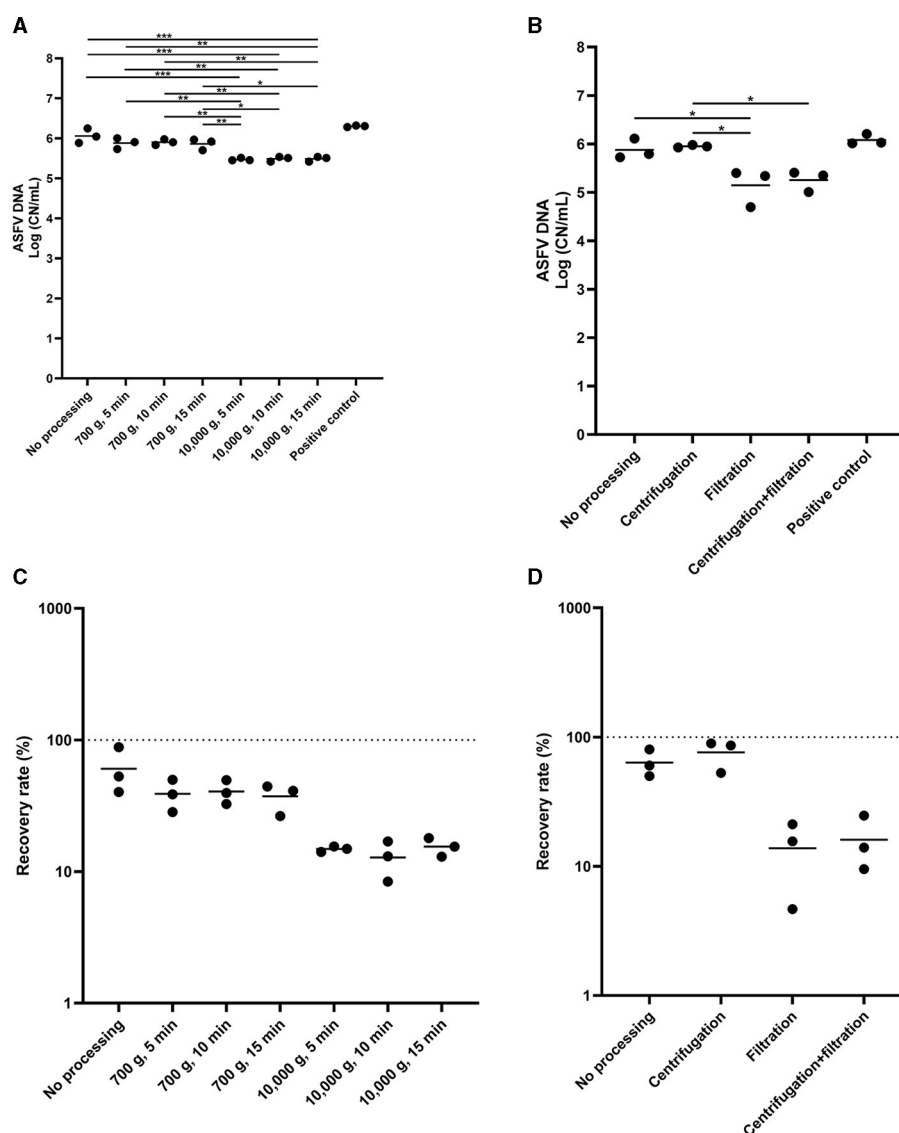 A
***
**
***
**
**
***
*
**
**
*
**
**
8
7
6
5
4
3
2
1
0
ASFV DNA
Log (CN/mL)
No processing
700 g, 5 min
700 g, 10 min
700 g, 15 min
10,000 g, 5 min
10,000 g, 10 min
10,000 g, 15 min
Positive control
B
*
*
*
8
7
6
5
4
3
2
1
0
ASFV DNA
Log (CN/mL)
No processing
Centrifugation
Filtration
Centrifugation+filtration
Positive control
C
1000
100
10
1
Recovery rate (%)
No processing
700 g, 5 min
700 g, 10 min
700 g, 15 min
10,000 g, 5 min
10,000 g, 10 min
10,000 g, 15 min
D
1000
100
10
1
Recovery rate (%)
No processing
Centrifugation
Filtration
Centrifugation+filtration